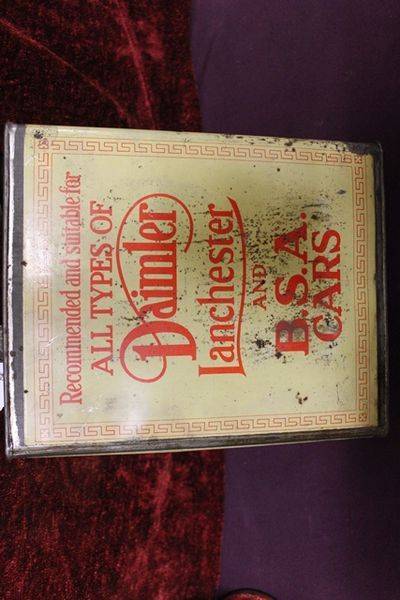 Recommended and suitable for
ALL TYPES OF
Daimler
Lanchester
AND
B.S.A.
CARS